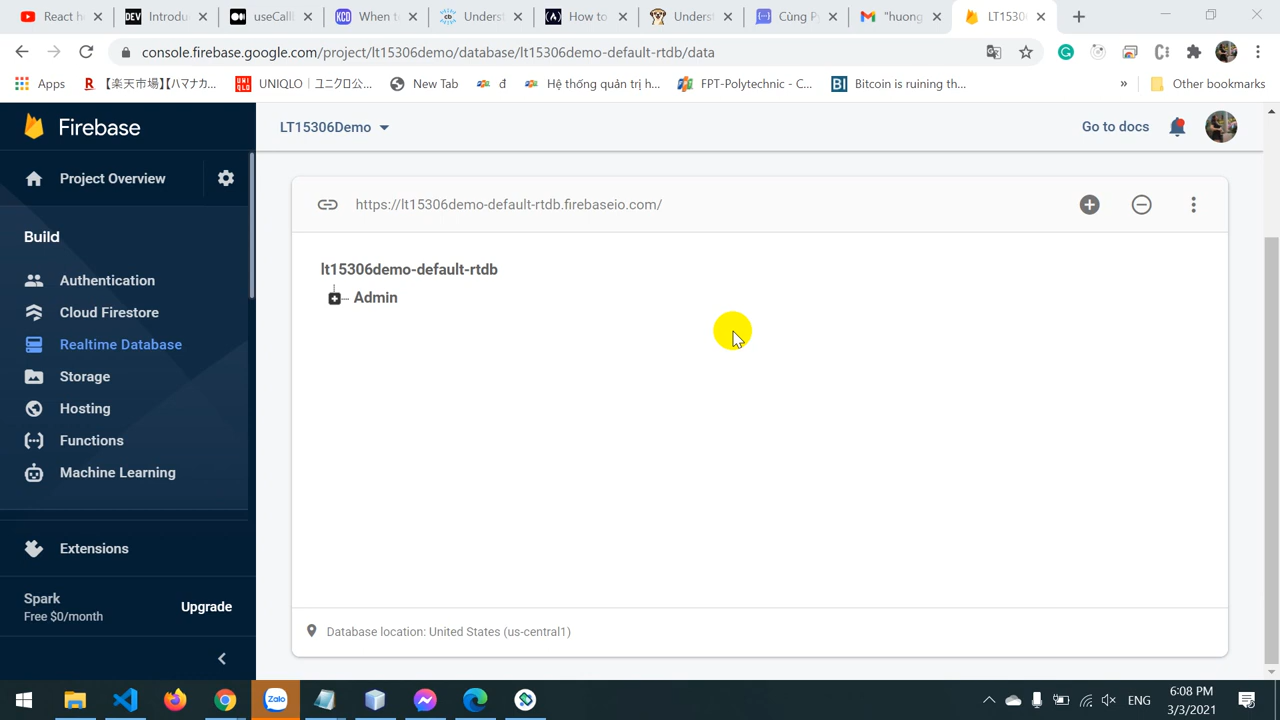 React h
DEV Introdu
useCall
KCD When to
Underst
How to
Underst
Cùng P
"huong
LT1530
console.firebase.google.com/project/lt15306demo/database/lt15306demo-default-rtdb/data
Apps
【楽天市場】【ハマナカ...
UNIQLO | ユニクロ公...
New Tab
đ
Hệ thống quản trị h...
FPT-Polytechnic - C...
BI Bitcoin is ruining th...
»
Other bookmarks
Firebase
LT15306Demo
Go to docs
Project Overview
https://lt15306demo-default-rtdb.firebaseio.com/
Build
lt15306demo-default-rtdb
Admin
Authentication
Cloud Firestore
Realtime Database
Storage
Hosting
Functions
Machine Learning
Extensions
Spark
Free $0/month
Upgrade
Database location: United States (us-central1)
Zalo
ENG
6:08 PM
3/3/2021